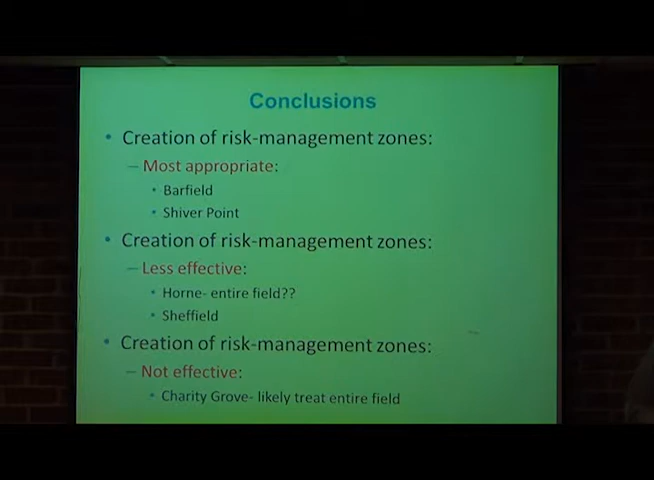 Conclusions
• Creation of risk-management zones:
– Most appropriate:
• Barfield
• Shiver Point
• Creation of risk-management zones:
– Less effective:
• Horne- entire field??
• Sheffield
• Creation of risk-management zones:
– Not effective:
• Charity Grove- likely treat entire field